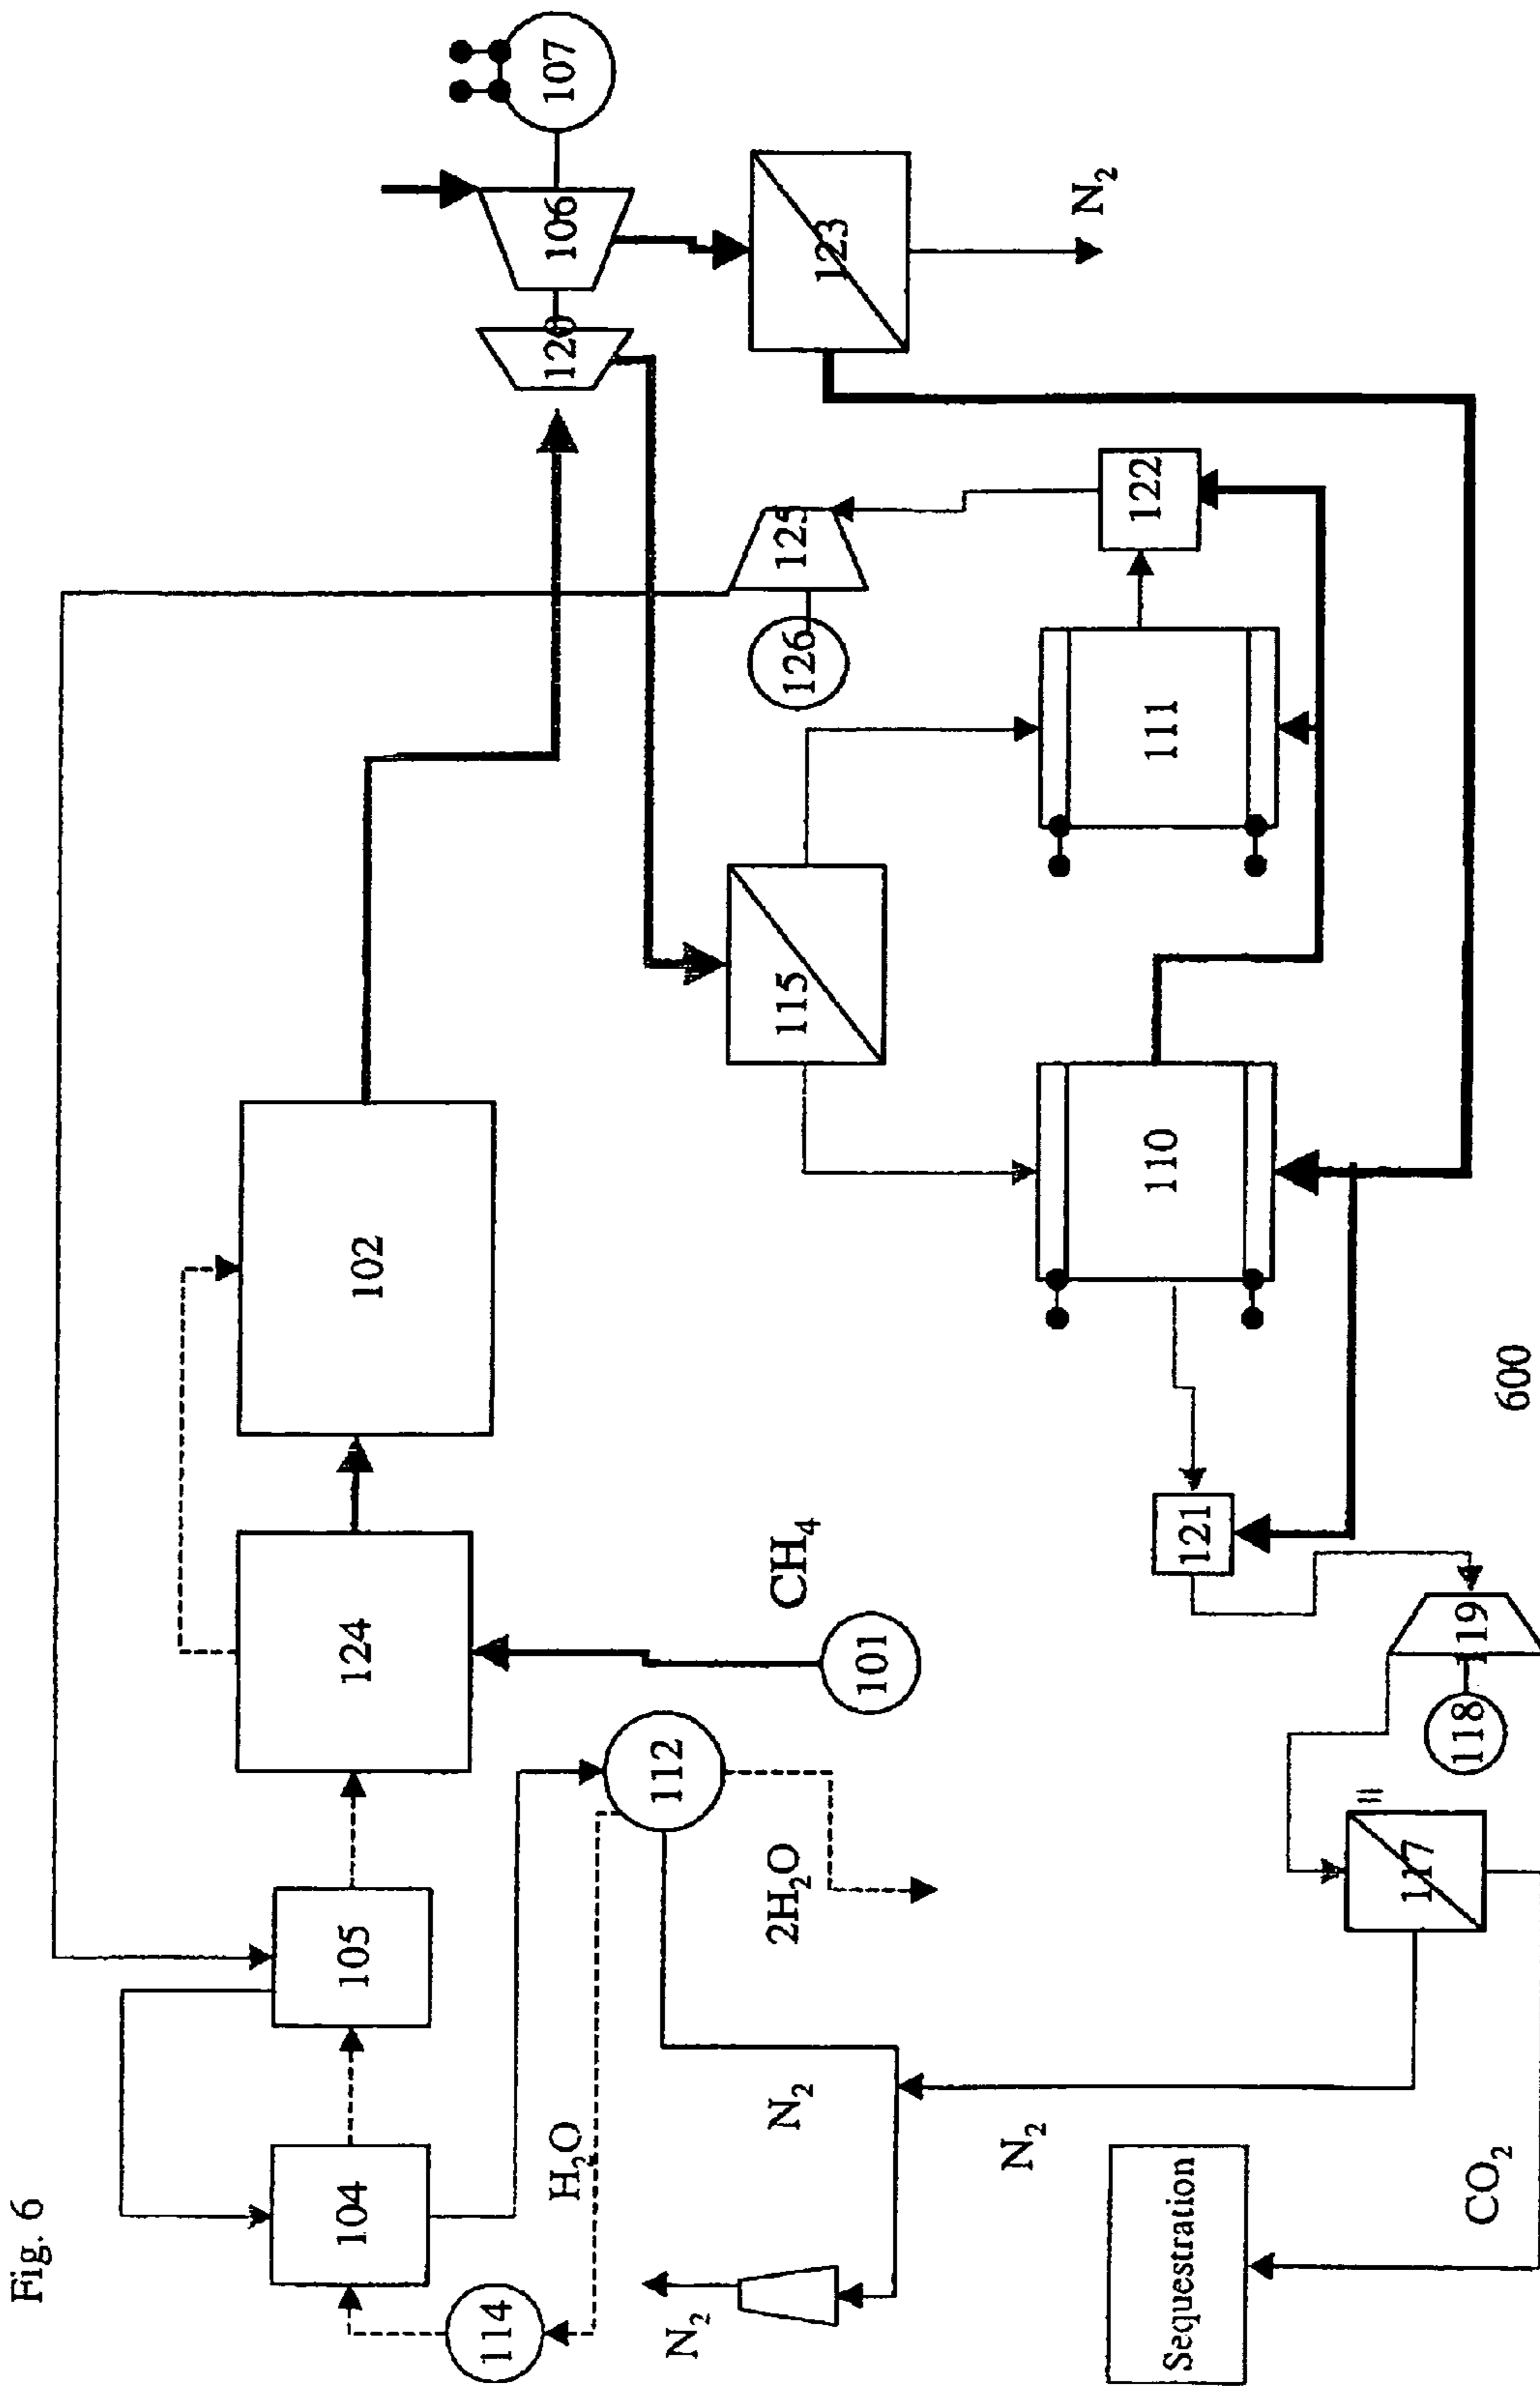 Fig. 6
104
105
124
102
114
H₂O
112
120
106
107
N₂
N₂
2H₂O
CH₄
101
115
126
125
123
N₂
N₂
Sequestration
121
110
111
122
117
CO₂
118
119
600